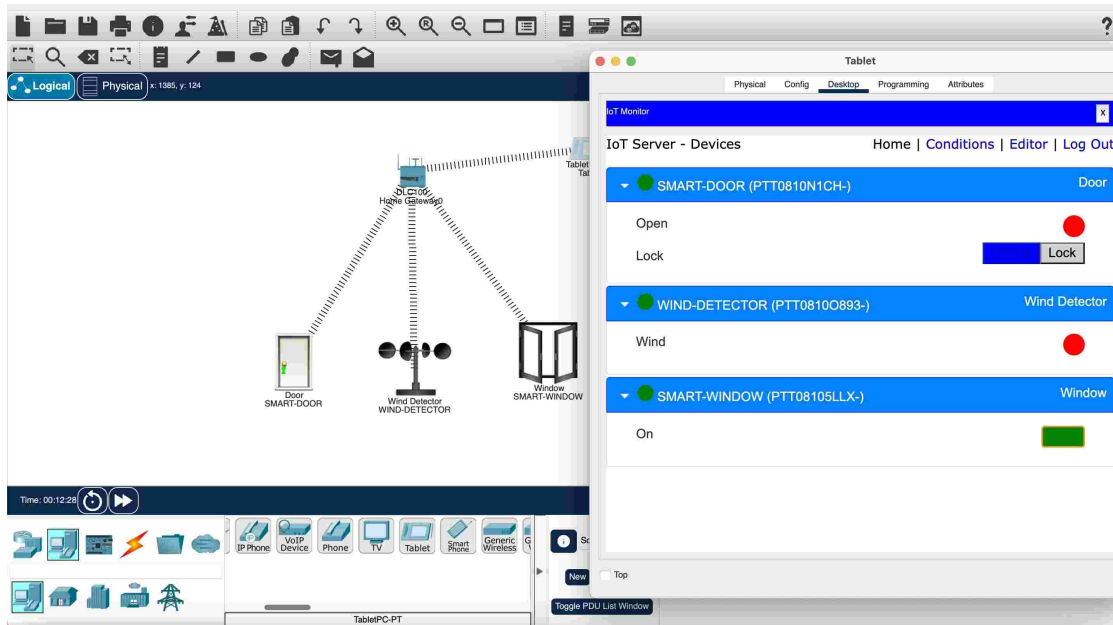 ?
Logical
Physical x: 1385, y: 124
Tablet
Physical Config Desktop Programming Attributes
IoT Monitor
X
IoT Server - Devices
Home | Conditions | Editor | Log Out
SMART-DOOR (PTT0810N1CH-)
Door
Open
Lock
Lock
WIND-DETECTOR (PTT0810O893-)
Wind Detector
Wind
SMART-WINDOW (PTT08105LLX-)
Window
On
Top
Tablet
DLC100
Home Gateway0
Door
SMART-DOOR
Wind Detector
WIND-DETECTOR
Window
SMART-WINDOW
Time: 00:12:28
IP Phone
VoIP Device
Phone
TV
Tablet
Smart Phone
Generic Wireless
New
Toggle PDU List Window
TabletPC-PT